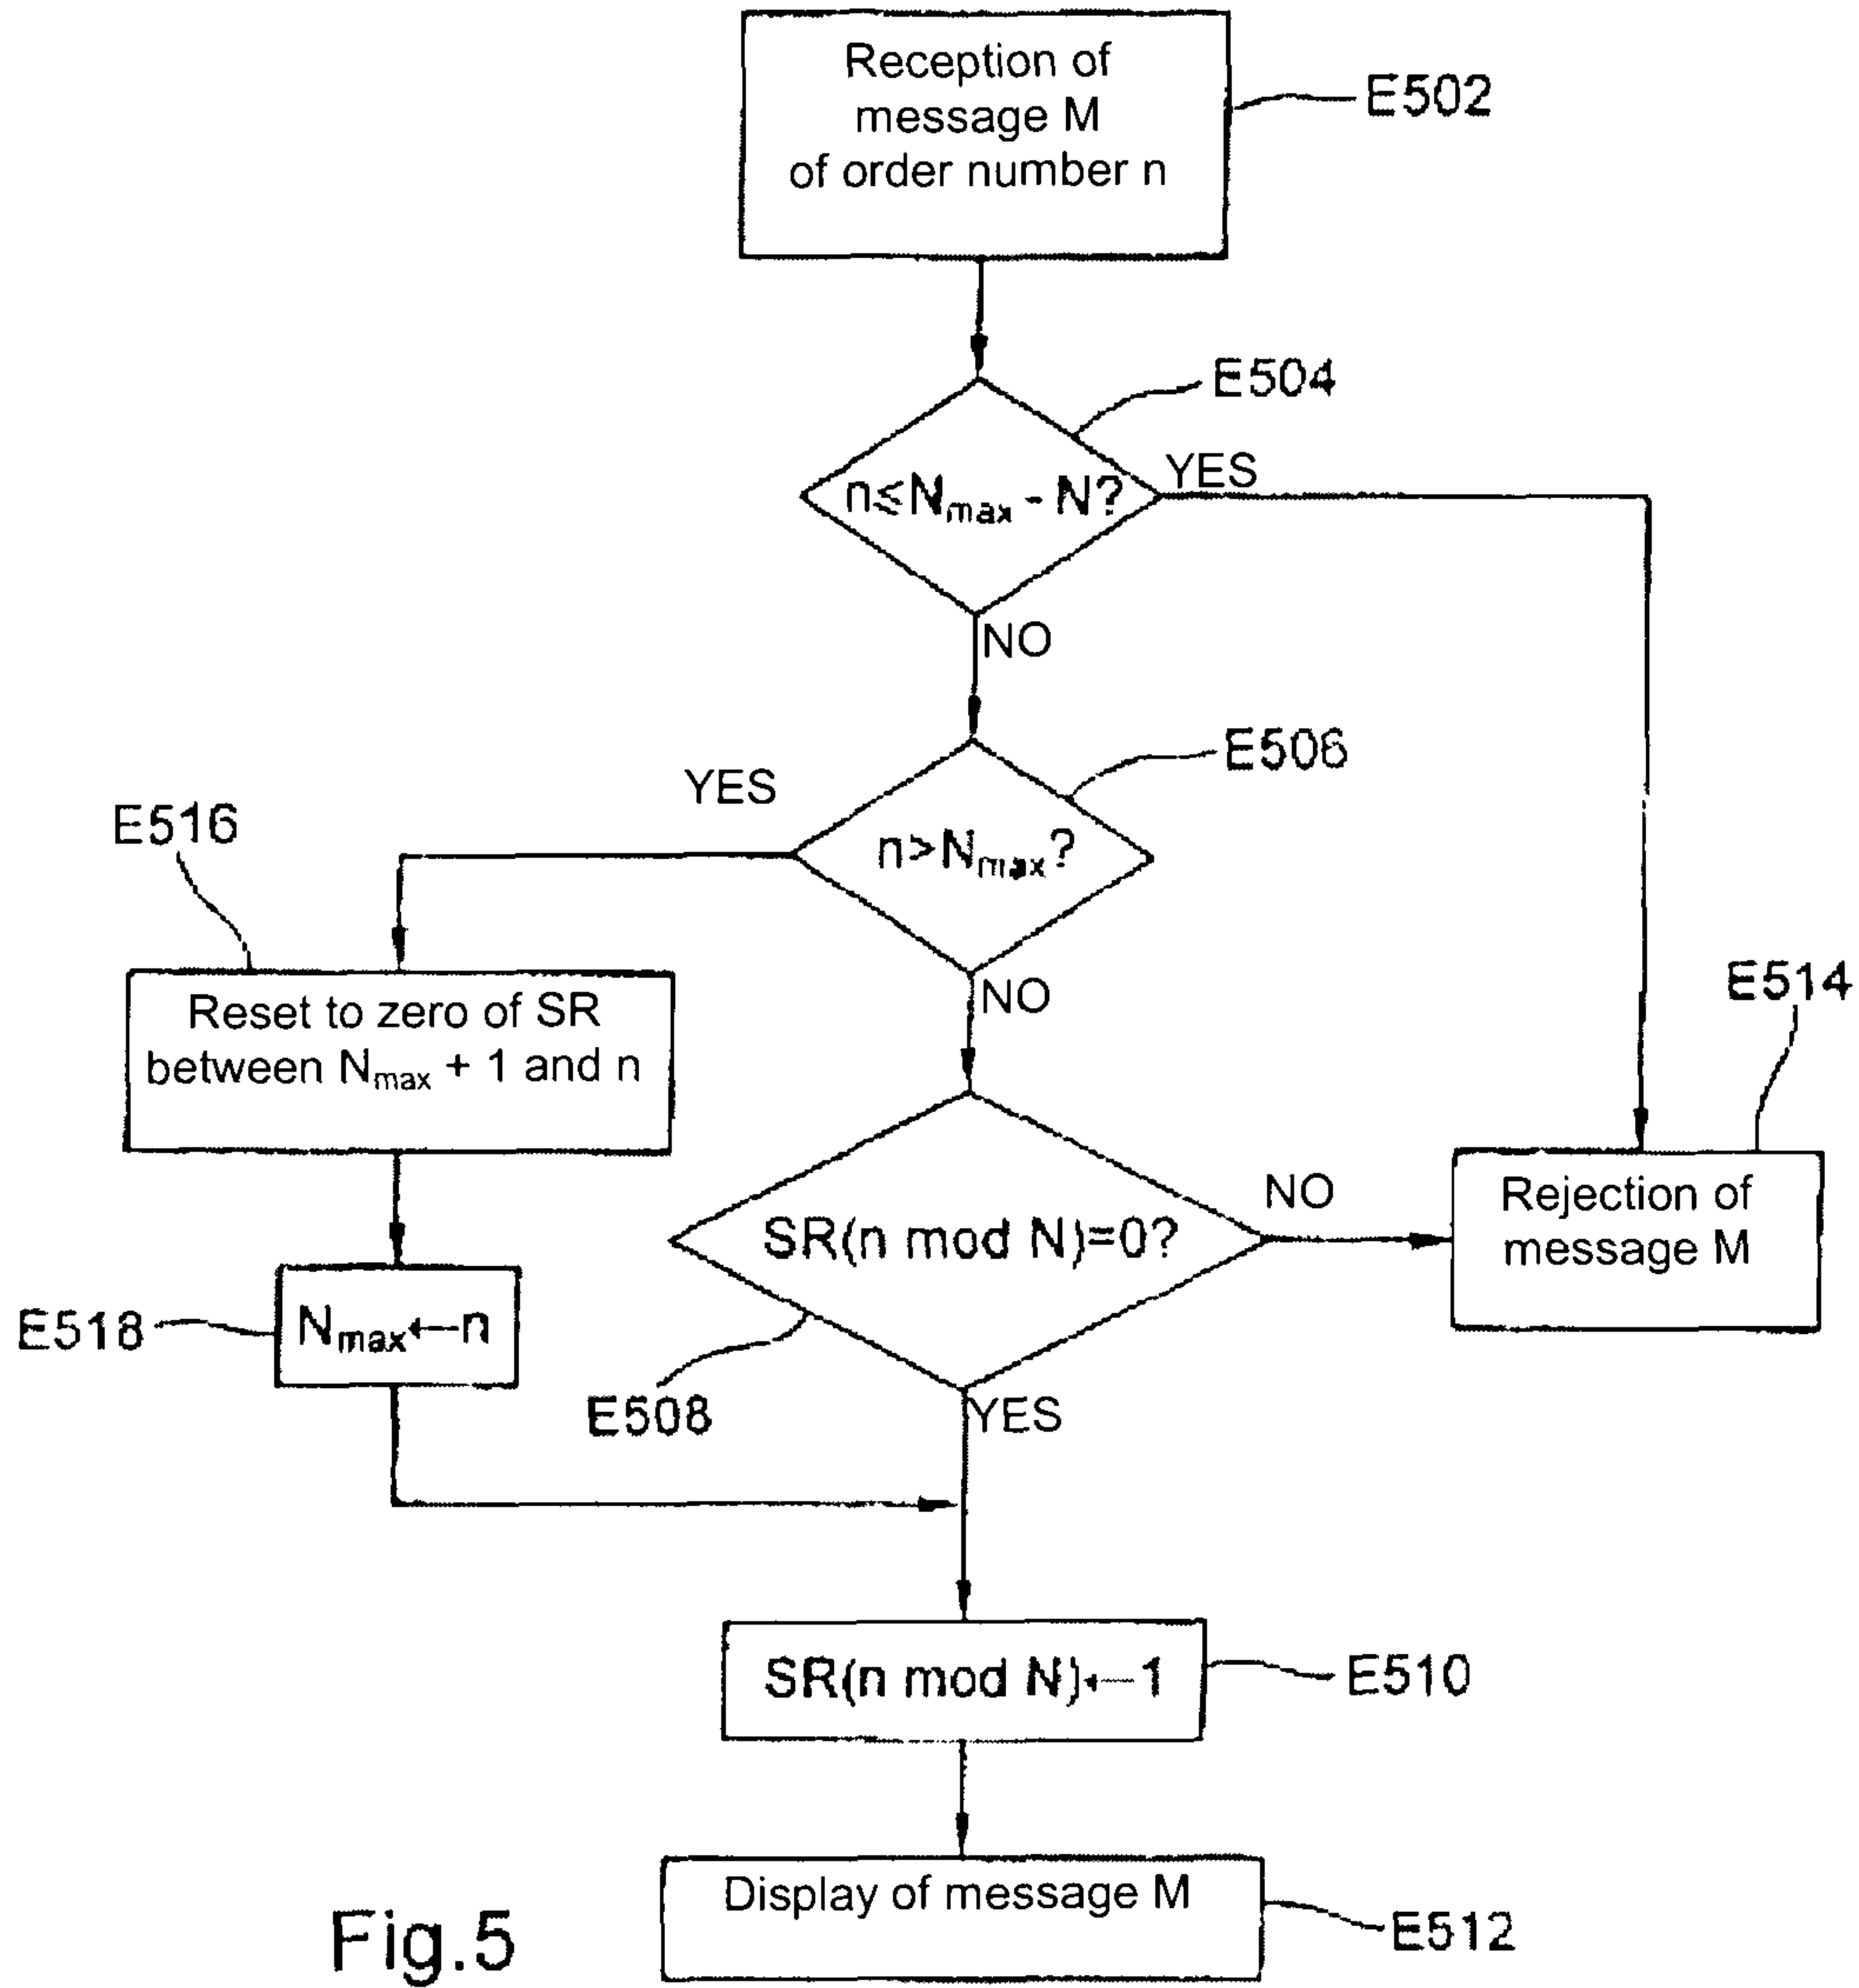 Reception of
message M
of order number n
E502
E504
n≤Nmax - N?
YES
NO
E506
YES
n>Nmax?
E516
NO
Reset to zero of SR
between Nmax + 1 and n
E514
SR(n mod N)=0?
NO
Rejection of
message M
E518
Nmax←n
E508
YES
SR(n mod N)←1
E510
Display of message M
E512
Fig.5